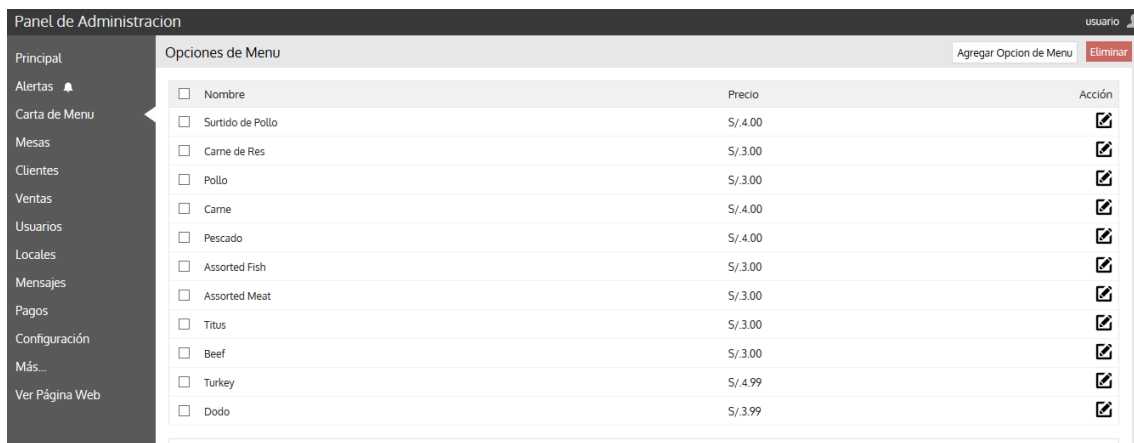 Panel de Administracion usuario
Principal
Alertas
Carta de Menu
Mesas
Clientes
Ventas
Usuarios
Locales
Mensajes
Pagos
Configuración
Más...
Ver Página Web
Opciones de Menu Agregar Opcion de Menu Eliminar
Nombre Precio Acción
Surtido de Pollo S/.4.00
Carne de Res S/.3.00
Pollo S/.3.00
Carne S/.4.00
Pescado S/.4.00
Assorted Fish S/.3.00
Assorted Meat S/.3.00
Titus S/.3.00
Beef S/.3.00
Turkey S/.4.99
Dodo S/.3.99